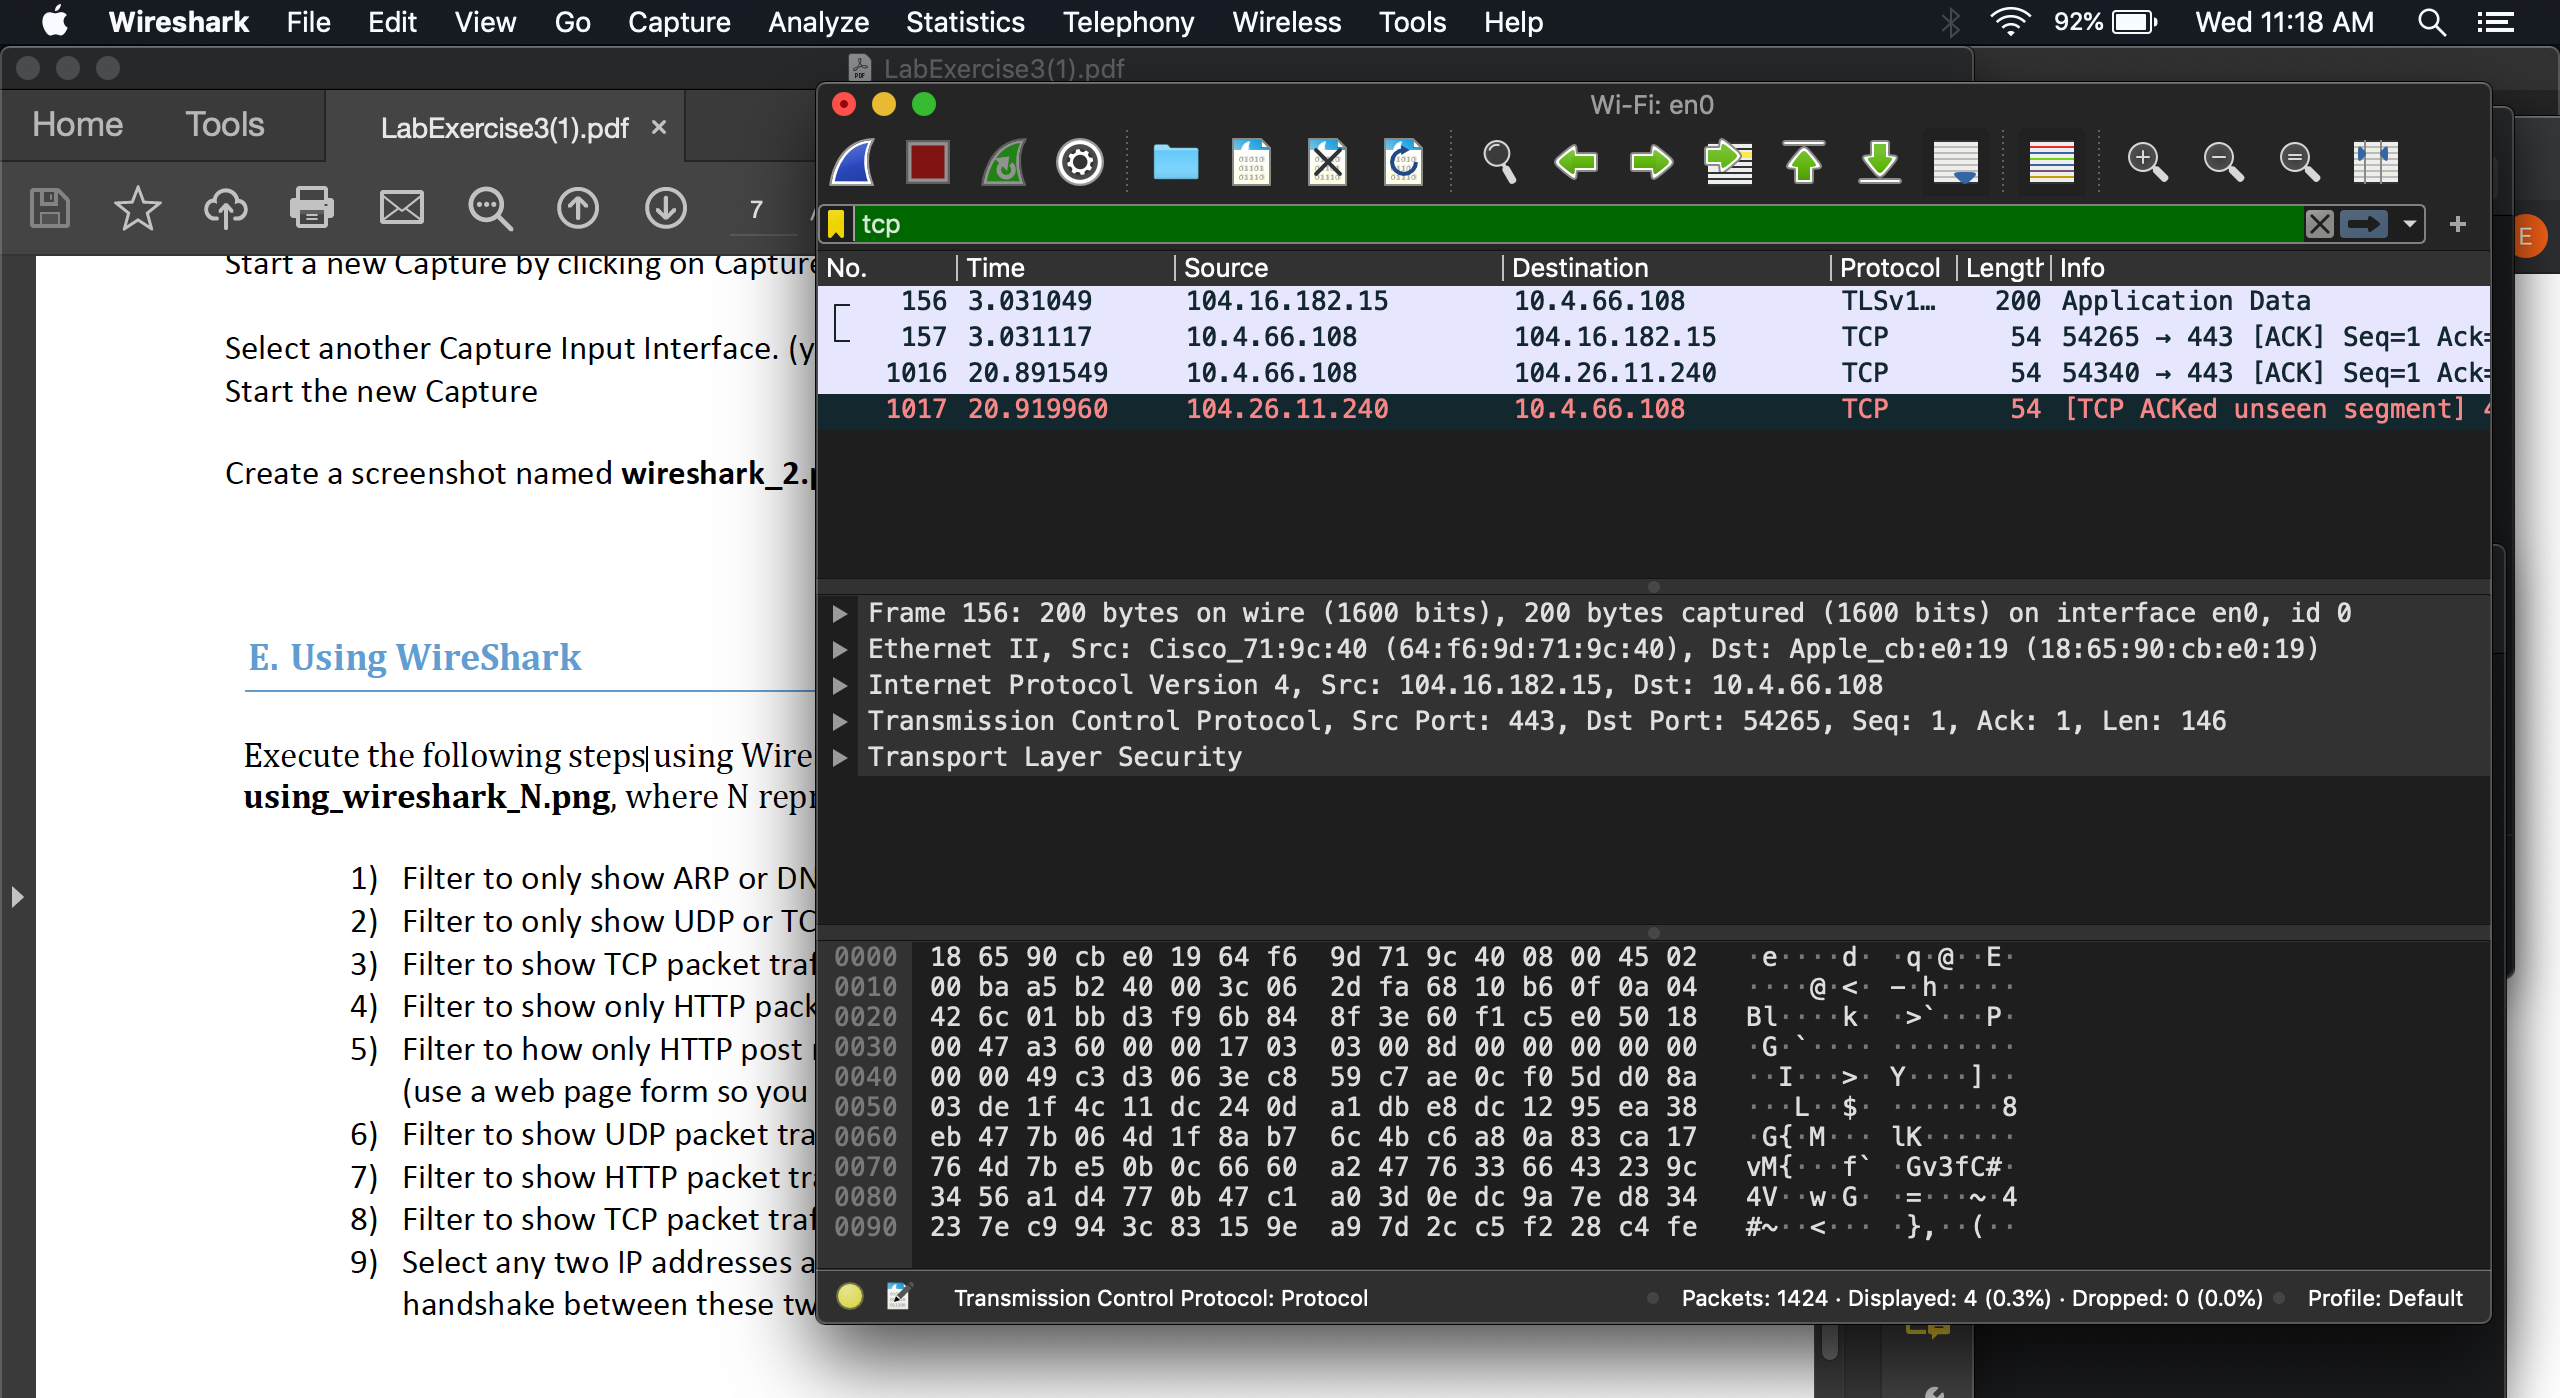 Wireshark File Edit View Go Capture Analyze Statistics Telephony Wireless Tools Help 92% Wed 11:18 AM
LabExercise3(1).pdf
Home Tools LabExercise3(1).pdf ×
7
Start a new Capture by clicking on Capture
Select another Capture Input Interface. (y
Start the new Capture
Create a screenshot named wireshark_2.
E. Using WireShark
Execute the following steps using Wire
using_wireshark_N.png, where N repr
1) Filter to only show ARP or DN
2) Filter to only show UDP or TC
3) Filter to show TCP packet traf
4) Filter to show only HTTP pack
5) Filter to how only HTTP post
(use a web page form so you
6) Filter to show UDP packet tra
7) Filter to show HTTP packet tr
8) Filter to show TCP packet traf
9) Select any two IP addresses a
handshake between these tw
Wi-Fi: en0
tcp
No. Time Source Destination Protocol Length Info
156 3.031049 104.16.182.15 10.4.66.108 TLSv1… 200 Application Data
157 3.031117 10.4.66.108 104.16.182.15 TCP 54 54265 → 443 [ACK] Seq=1 Ack=
1016 20.891549 10.4.66.108 104.26.11.240 TCP 54 54340 → 443 [ACK] Seq=1 Ack=
1017 20.919960 104.26.11.240 10.4.66.108 TCP 54 [TCP ACKed unseen segment] 4
Frame 156: 200 bytes on wire (1600 bits), 200 bytes captured (1600 bits) on interface en0, id 0
Ethernet II, Src: Cisco_71:9c:40 (64:f6:9d:71:9c:40), Dst: Apple_cb:e0:19 (18:65:90:cb:e0:19)
Internet Protocol Version 4, Src: 104.16.182.15, Dst: 10.4.66.108
Transmission Control Protocol, Src Port: 443, Dst Port: 54265, Seq: 1, Ack: 1, Len: 146
Transport Layer Security
0000 18 65 90 cb e0 19 64 f6 9d 71 9c 40 08 00 45 02 ·e····d· ·q·@··E·
0010 00 ba a5 b2 40 00 3c 06 2d fa 68 10 b6 0f 0a 04 ····@·<· -·h·····
0020 42 6c 01 bb d3 f9 6b 84 8f 3e 60 f1 c5 e0 50 18 Bl····k· ·>`···P·
0030 00 47 a3 60 00 00 17 03 03 00 8d 00 00 00 00 00 ·G·`···· ········
0040 00 00 49 c3 d3 06 3e c8 59 c7 ae 0c f0 5d d0 8a ··I···>· Y····]··
0050 03 de 1f 4c 11 dc 24 0d a1 db e8 dc 12 95 ea 38 ···L··$· ·······8
0060 eb 47 7b 06 4d 1f 8a b7 6c 4b c6 a8 0a 83 ca 17 ·G{·M··· lK······
0070 76 4d 7b e5 0b 0c 66 60 a2 47 76 33 66 43 23 9c vM{···f` ·Gv3fC#·
0080 34 56 a1 d4 77 0b 47 c1 a0 3d 0e dc 9a 7e d8 34 4V··w·G· ·=···~·4
0090 23 7e c9 94 3c 83 15 9e a9 7d 2c c5 f2 28 c4 fe #~··<··· ·},··(··
Transmission Control Protocol: Protocol Packets: 1424 · Displayed: 4 (0.3%) · Dropped: 0 (0.0%) Profile: Default
E